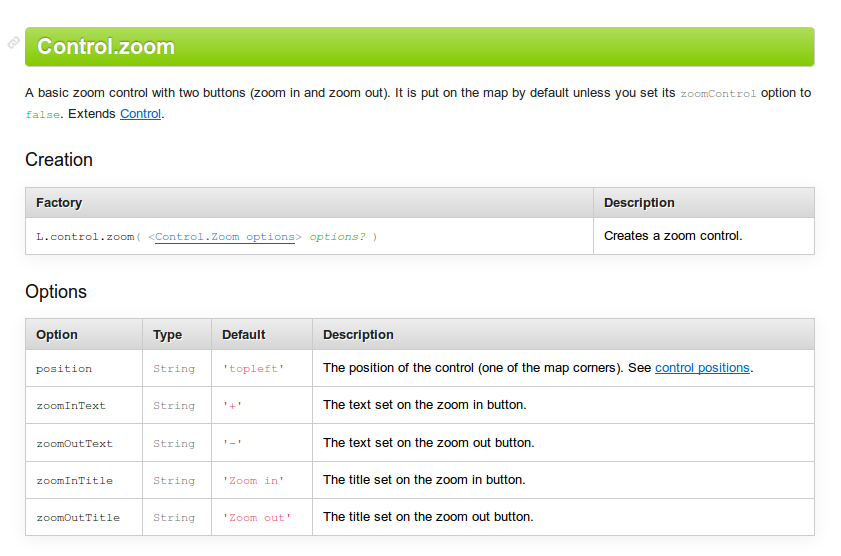 Control.zoom
A basic zoom control with two buttons (zoom in and zoom out). It is put on the map by default unless you set its zoomControl option to
false. Extends Control.
Creation
Factory Description
L.control.zoom( <Control.Zoom options> options? ) Creates a zoom control.
Options
Option Type Default Description
position String 'topleft' The position of the control (one of the map corners). See control positions.
zoomInText String '+' The text set on the zoom in button.
zoomOutText String '-' The text set on the zoom out button.
zoomInTitle String 'Zoom in' The title set on the zoom in button.
zoomOutTitle String 'Zoom out' The title set on the zoom out button.